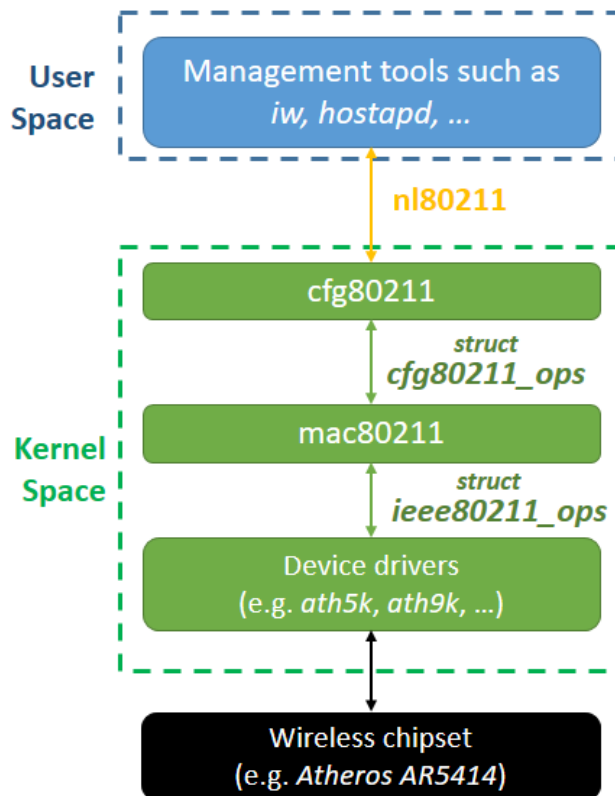 User
Space
Management tools such as
iw, hostapd, ...
nl80211
cfg80211
struct
cfg80211_ops
mac80211
Kernel
Space
struct
ieee80211_ops
Device drivers
(e.g. ath5k, ath9k, ...)
Wireless chipset
(e.g. Atheros AR5414)